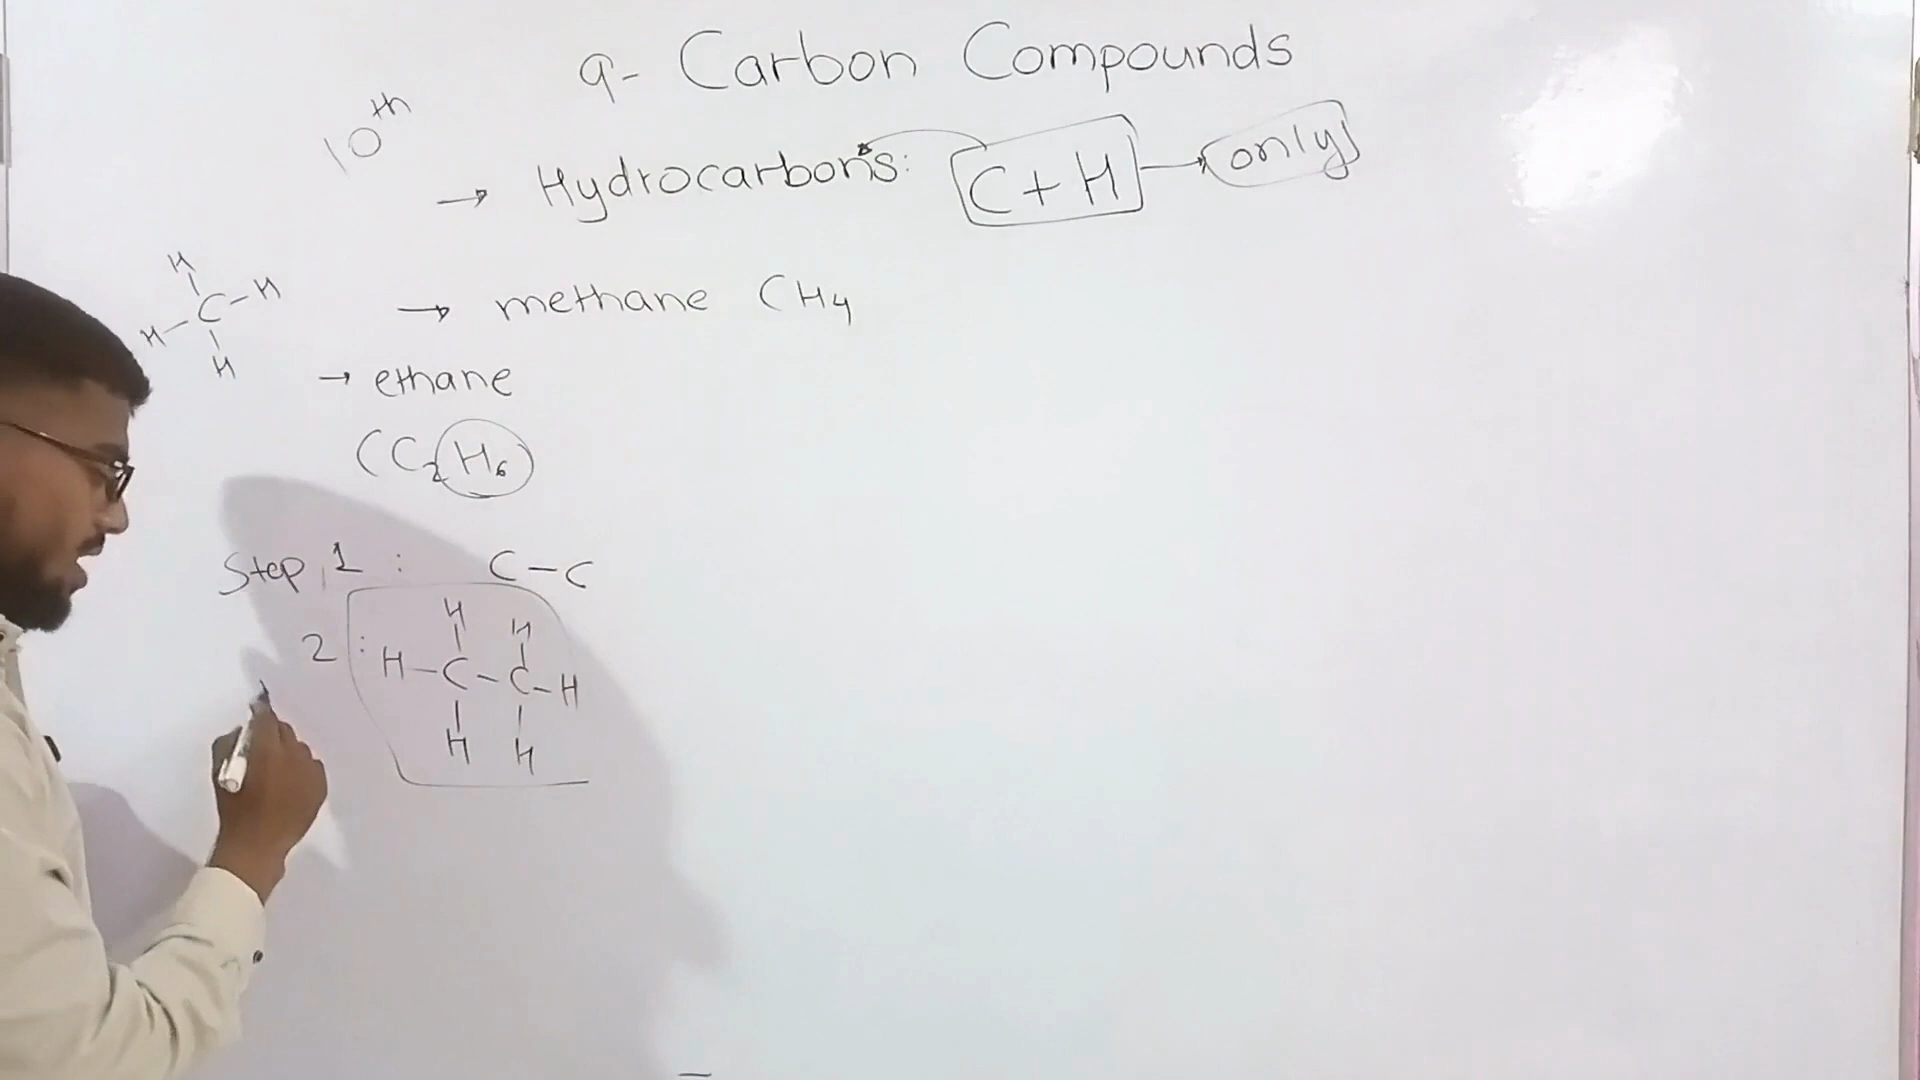 9- Carbon Compounds
10th
→ Hydrocarbons: C+H → only
H
C-H
H-
H
→ methane CH4
→ ethane
(C2H6)
Step 1 : C-C
2 :
H H
H-C-C-H
H H